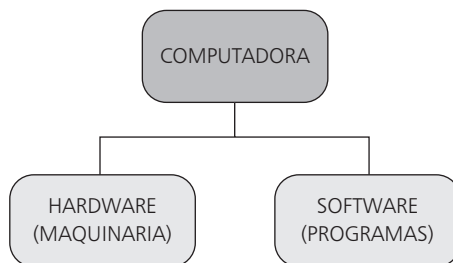 COMPUTADORA
HARDWARE
(MAQUINARIA)
SOFTWARE
(PROGRAMAS)